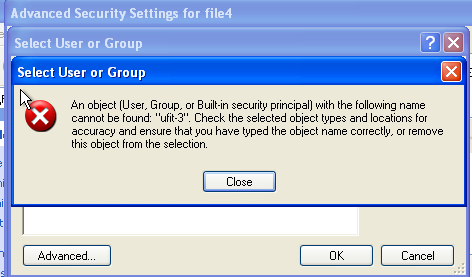 Advanced Security Settings for file4
Select User or Group
Select User or Group
An object (User, Group, or Built-in security principal) with the following name
cannot be found: "ufit-3". Check the selected object types and locations for
accuracy and ensure that you have typed the object name correctly, or remove
this object from the selection.
Close
Advanced...
OK
Cancel